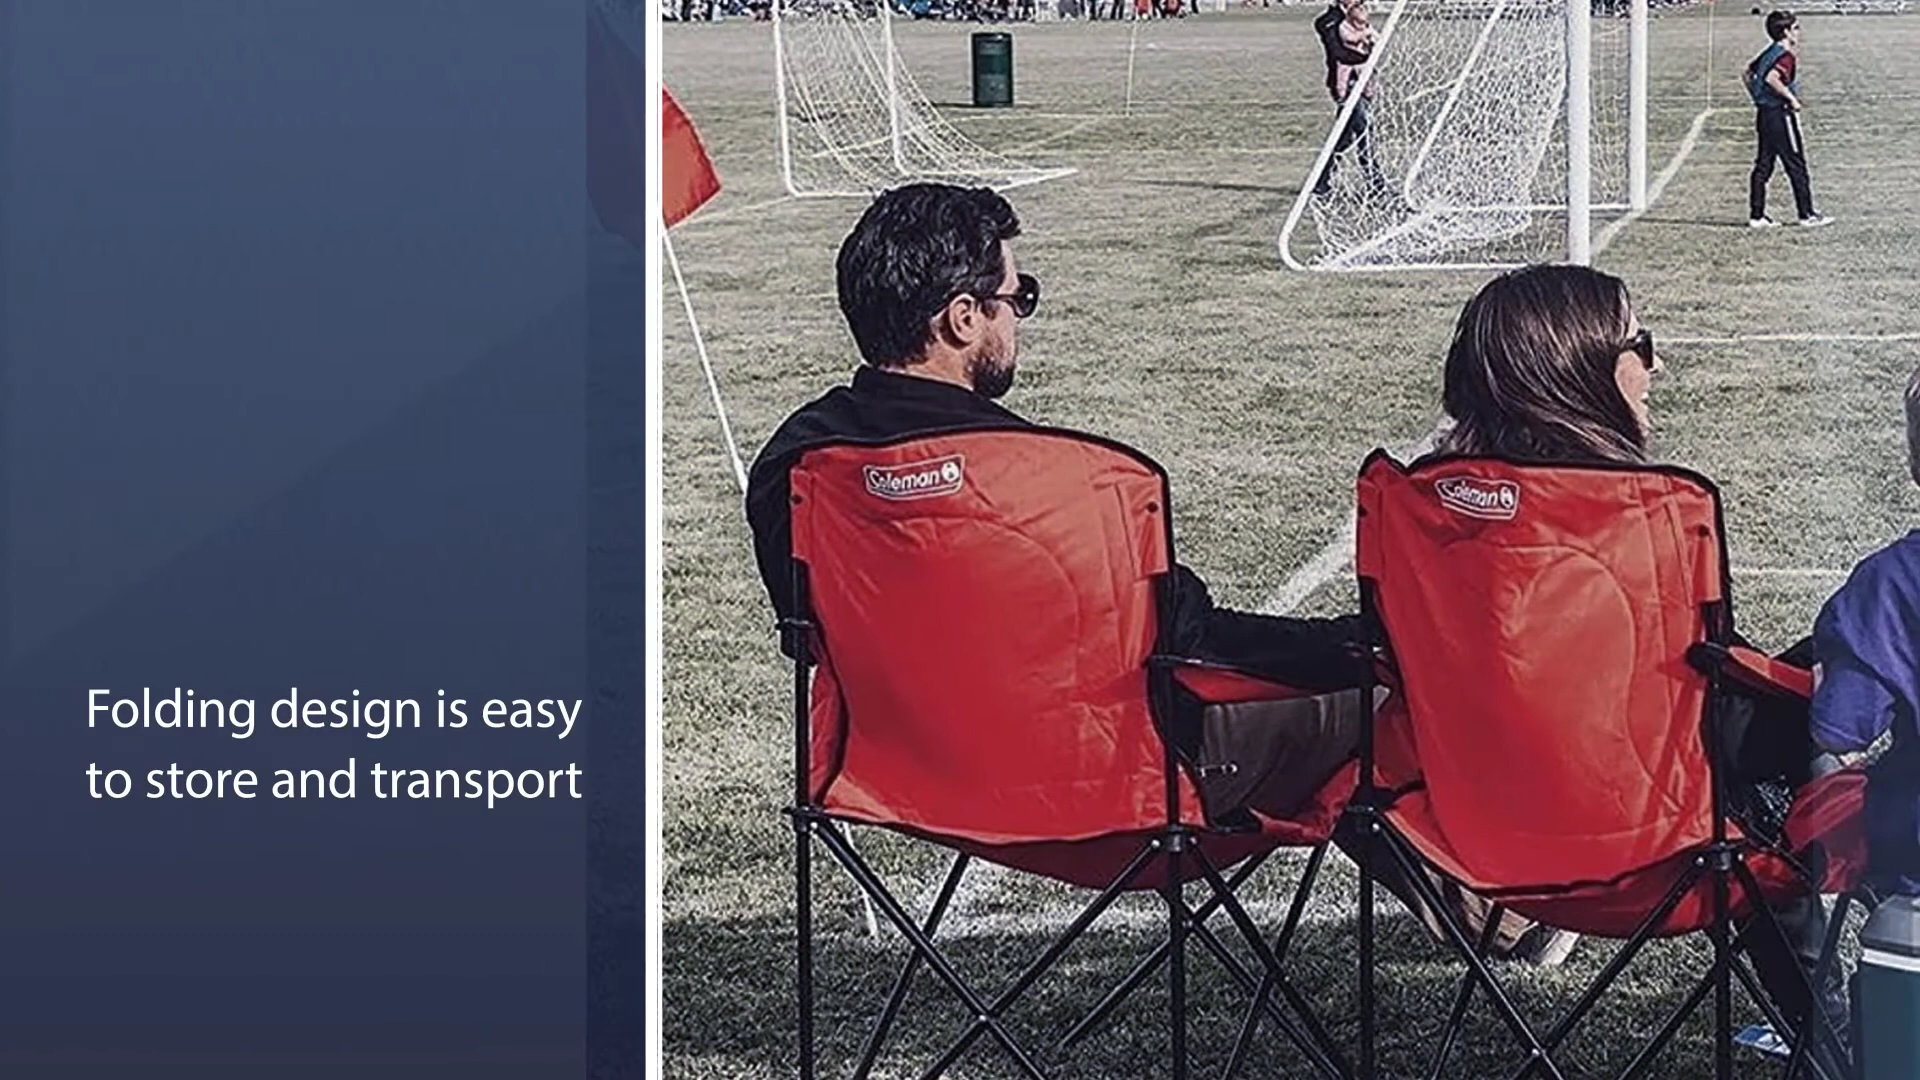 Folding design is easy
to store and transport
Coleman
Coleman